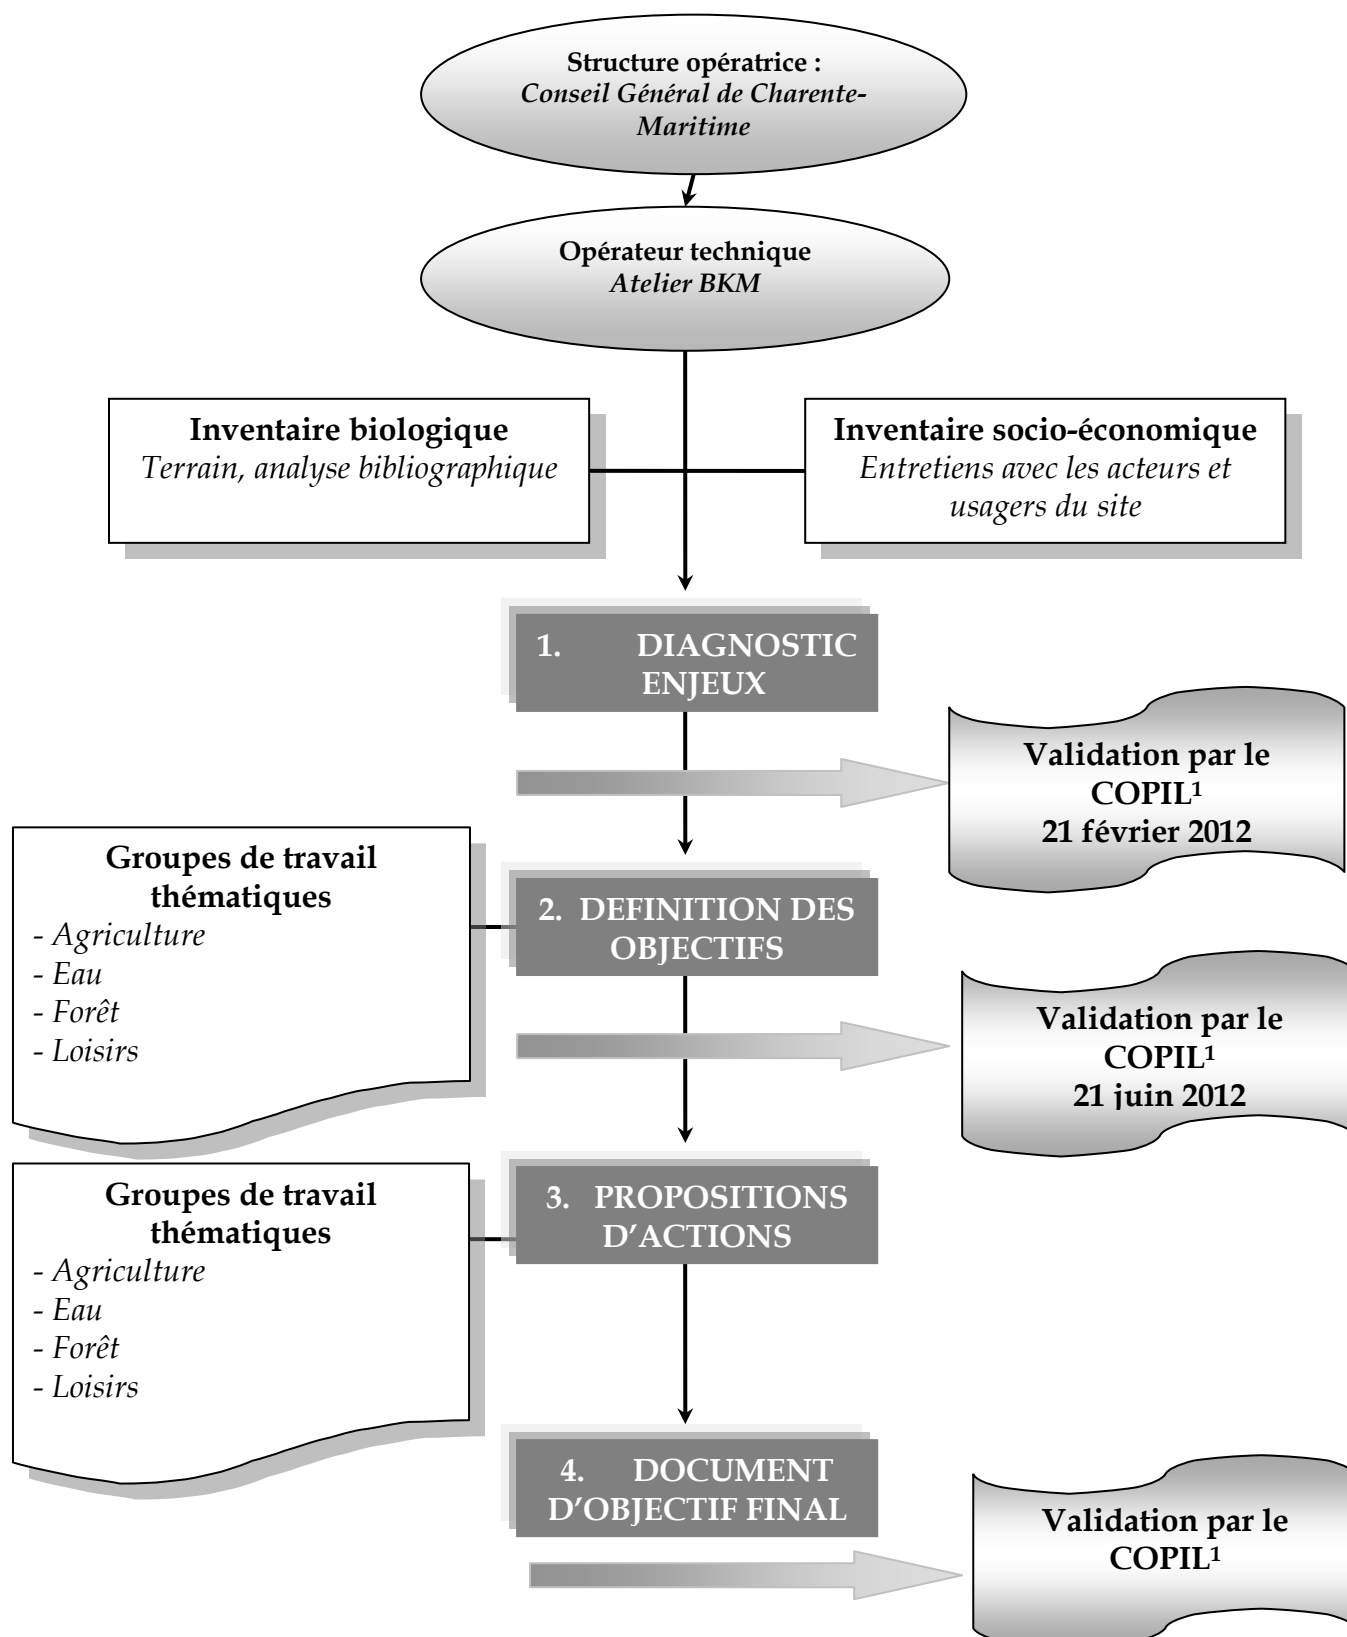 Structure opératrice :
Conseil Général de Charente-
Maritime
Opérateur technique
Atelier BKM
Inventaire biologique
Terrain, analyse bibliographique
Inventaire socio-économique
Entretiens avec les acteurs et
usagers du site
1. DIAGNOSTIC
ENJEUX
Validation par le
COPIL¹
21 février 2012
Groupes de travail
thématiques
- Agriculture
- Eau
- Forêt
- Loisirs
2. DEFINITION DES
OBJECTIFS
Validation par le
COPIL¹
21 juin 2012
Groupes de travail
thématiques
- Agriculture
- Eau
- Forêt
- Loisirs
3. PROPOSITIONS
D’ACTIONS
4. DOCUMENT
D’OBJECTIF FINAL
Validation par le
COPIL¹